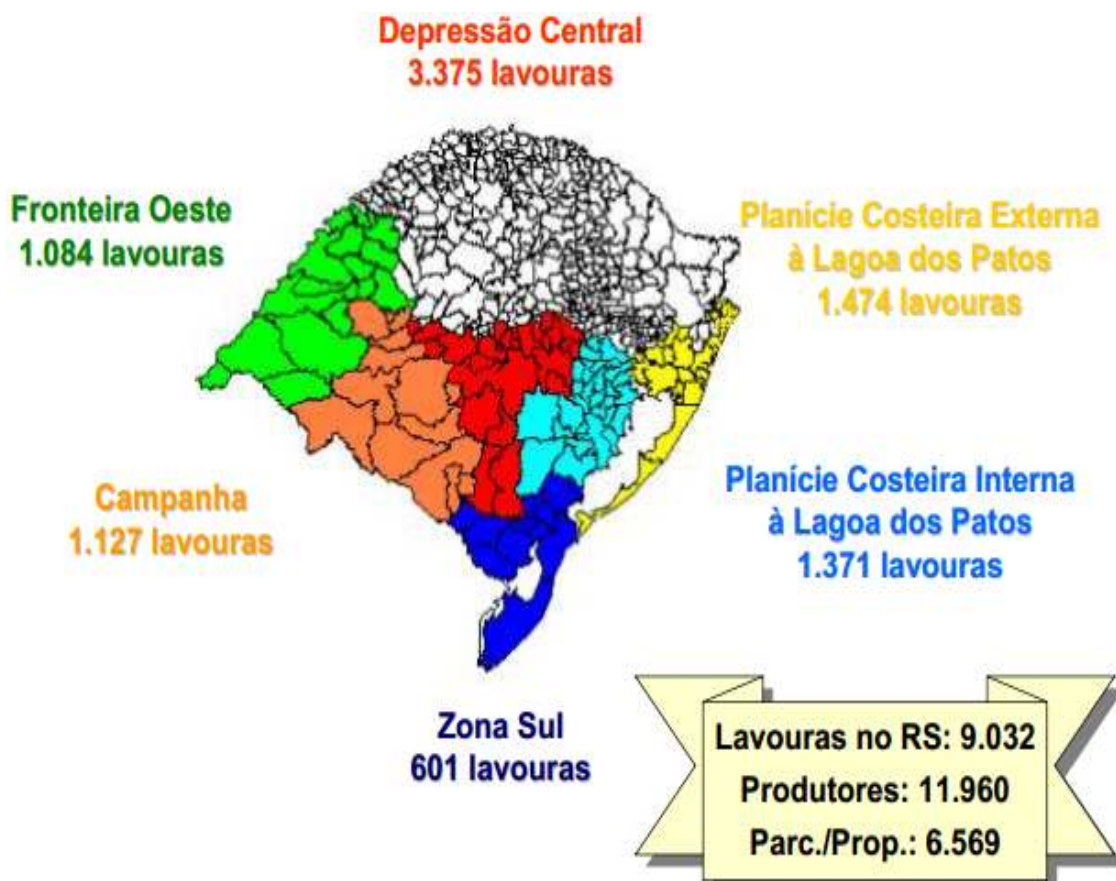 Depressão Central
3.375 lavouras
Fronteira Oeste
1.084 lavouras
Planície Costeira Externa
à Lagoa dos Patos
1.474 lavouras
Campanha
1.127 lavouras
Planície Costeira Interna
à Lagoa dos Patos
1.371 lavouras
Zona Sul
601 lavouras
Lavouras no RS: 9.032
Produtores: 11.960
Parc./Prop.: 6.569